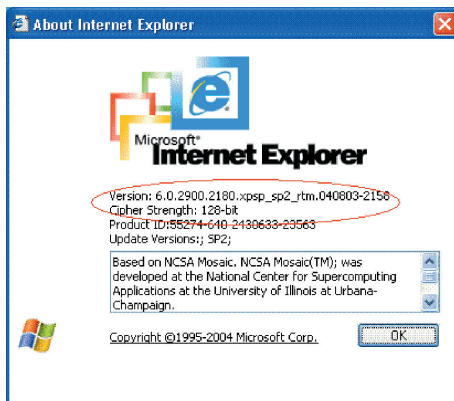 About Internet Explorer
Microsoft®
Internet Explorer
Version: 6.0.2900.2180.xpsp_sp2_rtm.040803-2158
Cipher Strength: 128-bit
Product ID:55274-640-2430633-23563
Update Versions:; SP2;
Based on NCSA Mosaic. NCSA Mosaic(TM); was
developed at the National Center for Supercomputing
Applications at the University of Illinois at Urbana-
Champaign.
Copyright ©1995-2004 Microsoft Corp.
OK